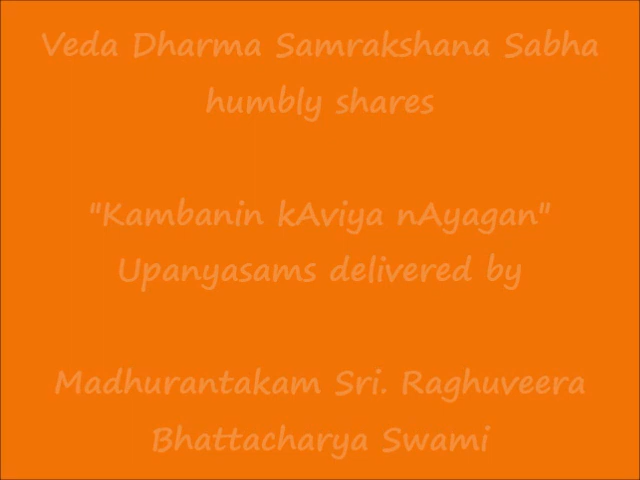 Veda Dharma Samrakshana Sabha
humbly shares
"Kambanin kAviya nAyagan"
Upanyasams delivered by
Madhurantakam Sri. Raghuveera
Bhattacharya Swami